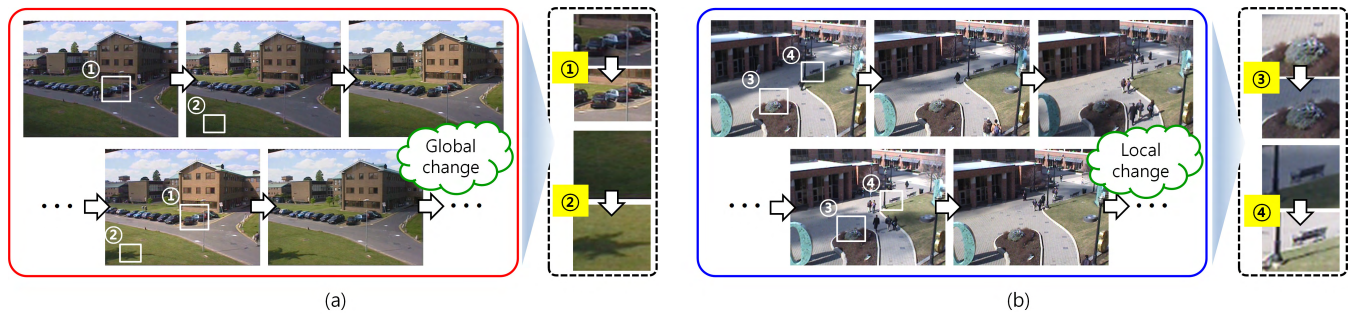 ①
②
Global
change
①
②
• • •
• • • •
①
②
(a)
③
④
Local
change
③
④
• • •
• • • •
③
④
(b)